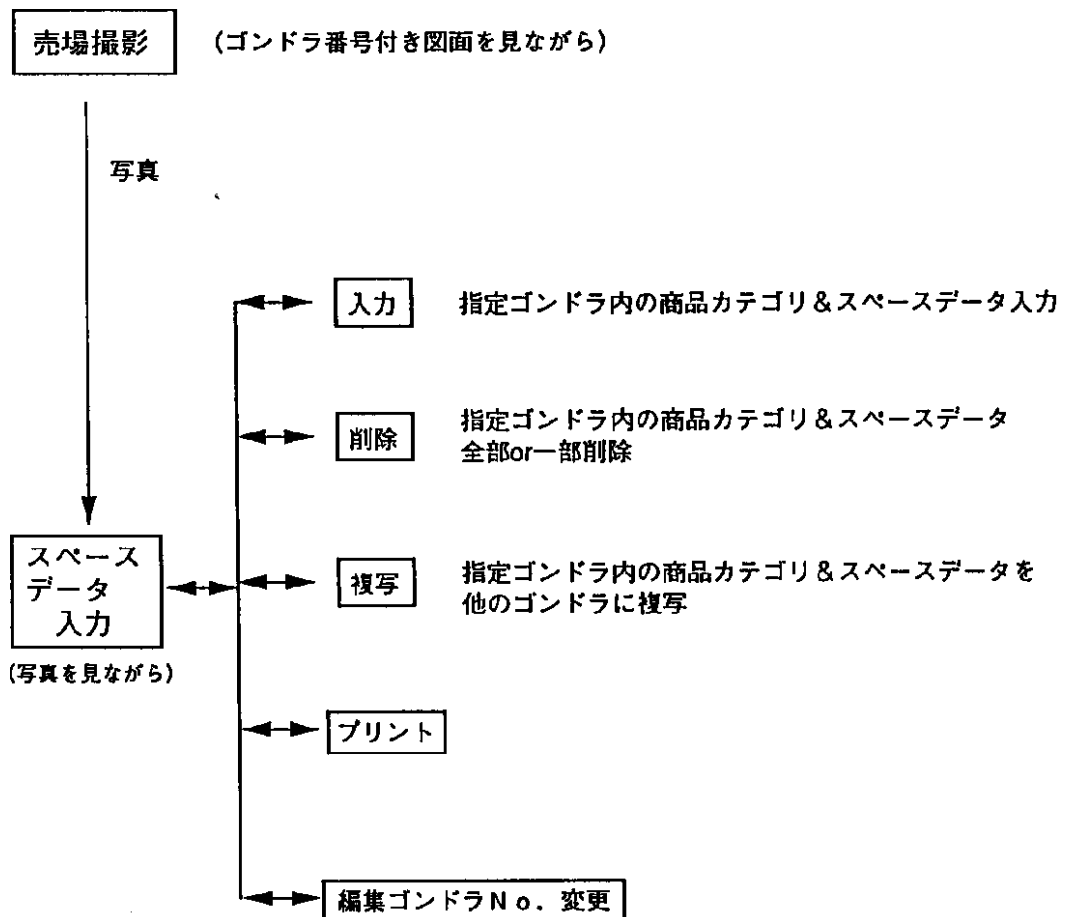 売場撮影 (ゴンドラ番号付き図面を見ながら)
写真
入力 指定ゴンドラ内の商品カテゴリ&スペースデータ入力
削除 指定ゴンドラ内の商品カテゴリ&スペースデータ
全部or一部削除
スペース
データ
入力
(写真を見ながら)
複写 指定ゴンドラ内の商品カテゴリ&スペースデータを
他のゴンドラに複写
プリント
編集ゴンドラNo.変更